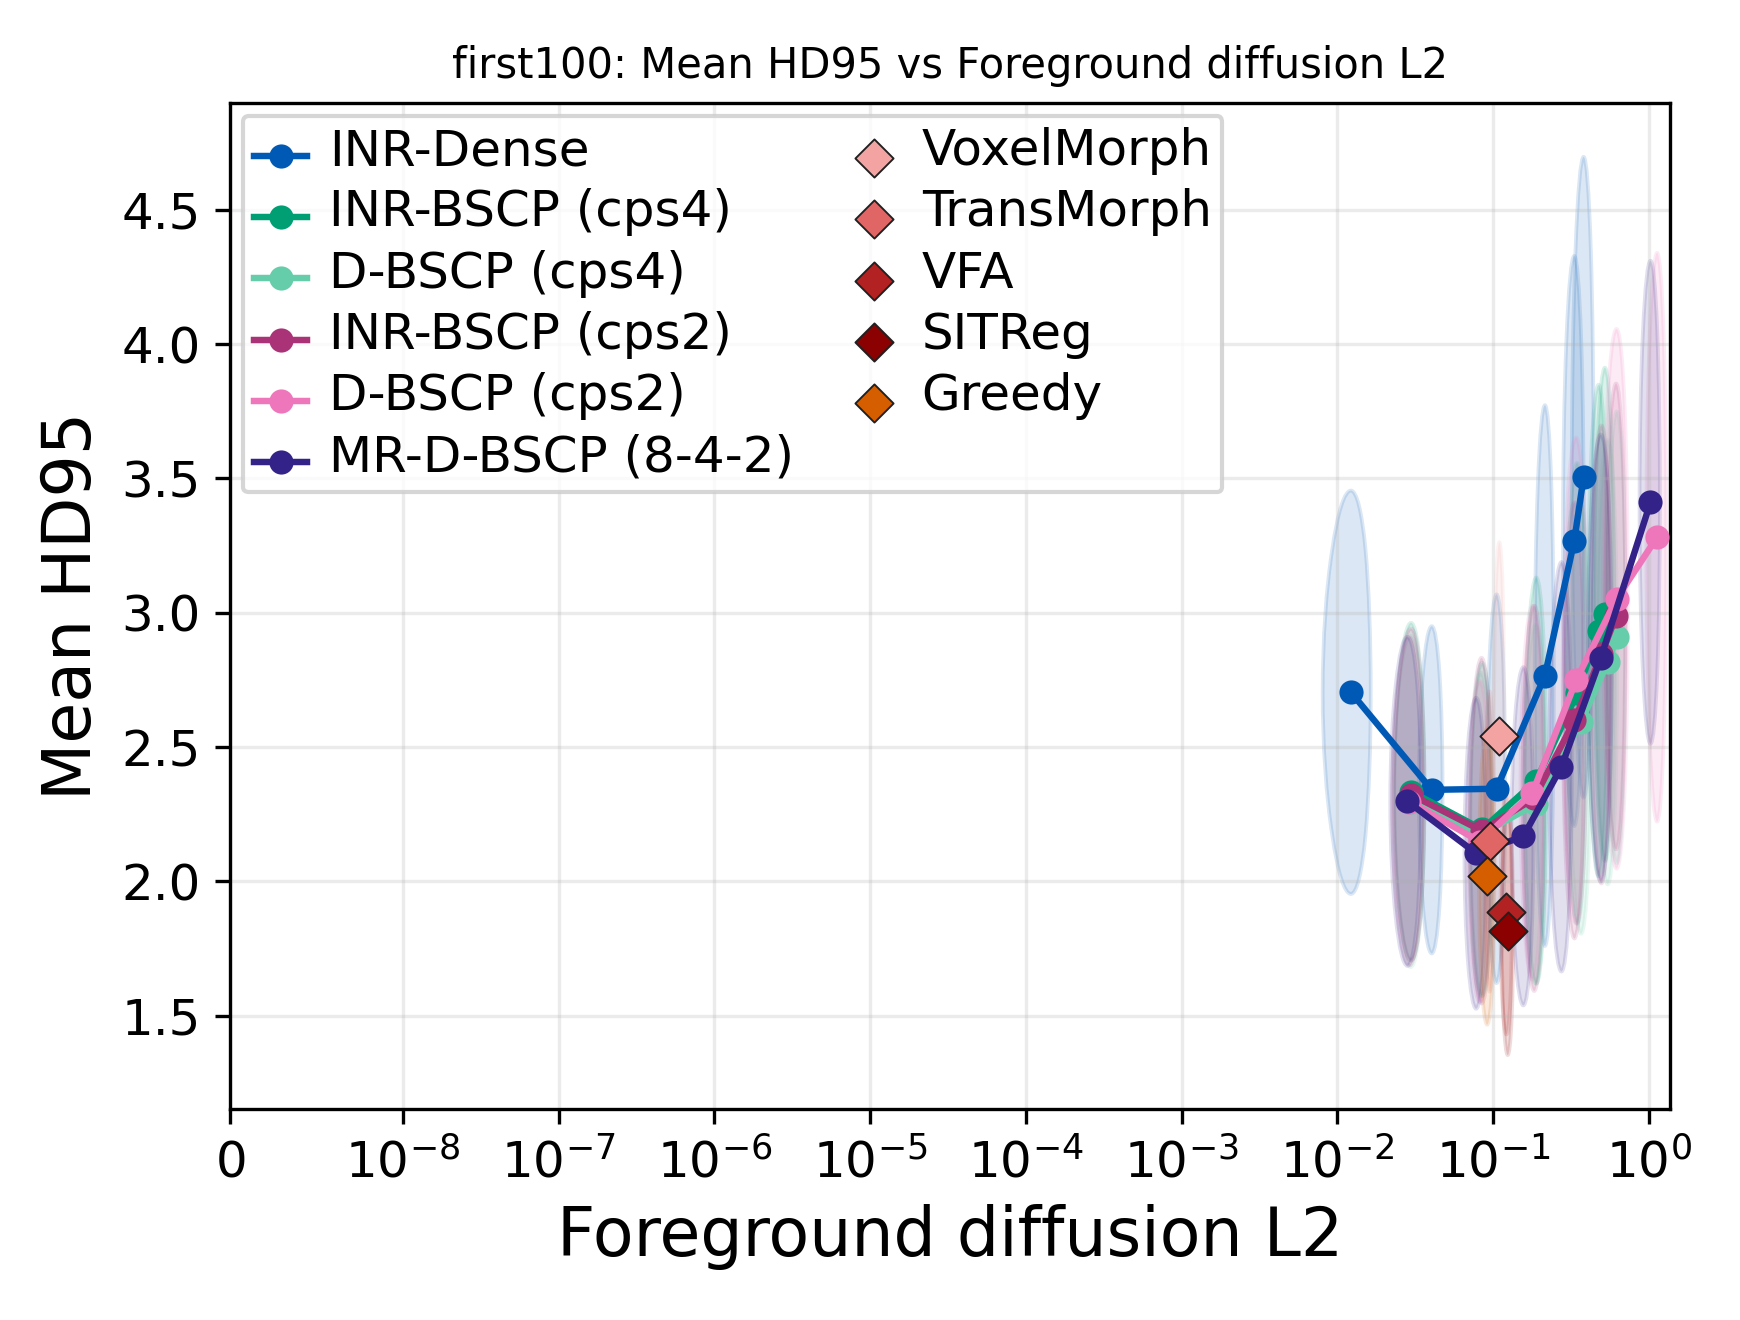 first100: Mean HD95 vs Foreground diffusion L2
INR-Dense
INR-BSCP (cps4)
D-BSCP (cps4)
INR-BSCP (cps2)
D-BSCP (cps2)
MR-D-BSCP (8-4-2)
VoxelMorph
TransMorph
VFA
SITReg
Greedy
Mean HD95
4.5
4.0
3.5
3.0
2.5
2.0
1.5
0 10⁻⁸ 10⁻⁷ 10⁻⁶ 10⁻⁵ 10⁻⁴ 10⁻³ 10⁻² 10⁻¹ 10⁰
Foreground diffusion L2